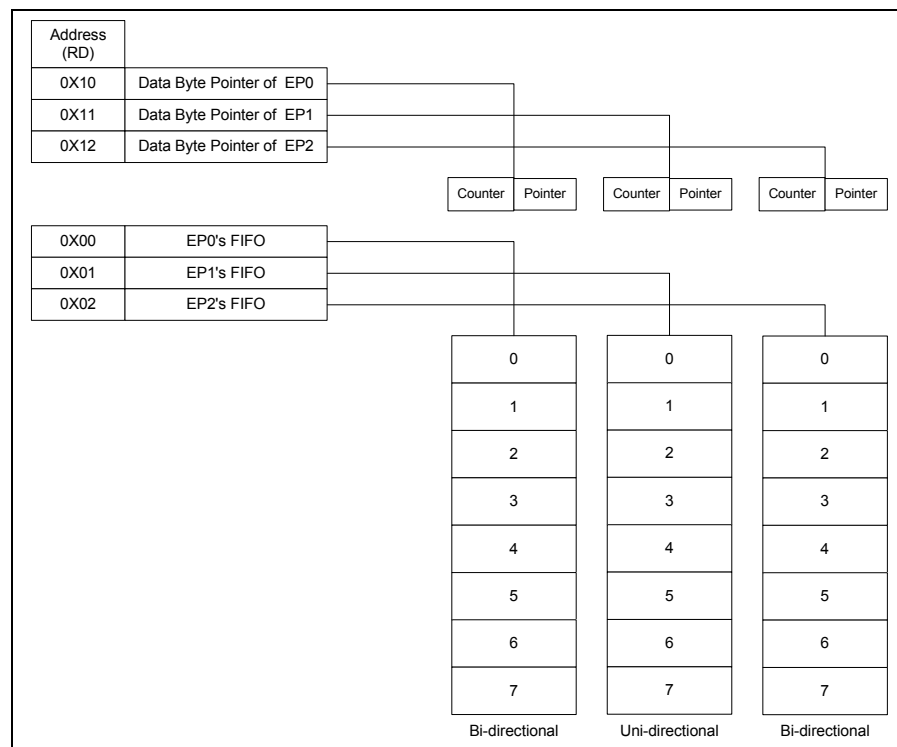 Address
(RD)
0X10 Data Byte Pointer of EP0
0X11 Data Byte Pointer of EP1
0X12 Data Byte Pointer of EP2
Counter Pointer Counter Pointer Counter Pointer
0X00 EP0's FIFO
0X01 EP1's FIFO
0X02 EP2's FIFO
0 0 0
1 1 1
2 2 2
3 3 3
4 4 4
5 5 5
6 6 6
7 7 7
Bi-directional Uni-directional Bi-directional